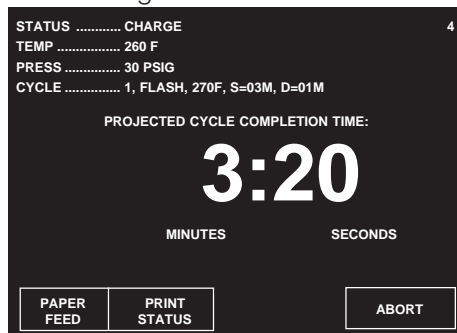 STATUS ............ CHARGE 4
TEMP ................ 260 F
PRESS .............. 30 PSIG
CYCLE .............. 1, FLASH, 270F, S=03M, D=01M
PROJECTED CYCLE COMPLETION TIME:
3:20
MINUTES SECONDS
PAPER FEED PRINT STATUS ABORT